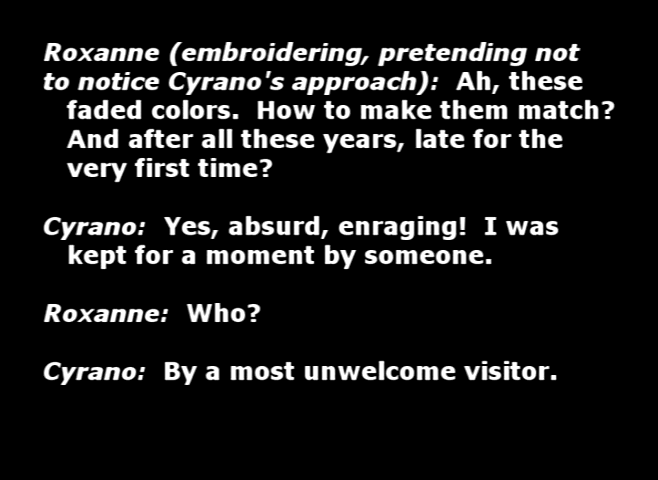 Roxanne (embroidering, pretending not
to notice Cyrano's approach):  Ah, these
faded colors.  How to make them match?
And after all these years, late for the
very first time?
Cyrano:  Yes, absurd, enraging!  I was
kept for a moment by someone.
Roxanne:  Who?
Cyrano:  By a most unwelcome visitor.